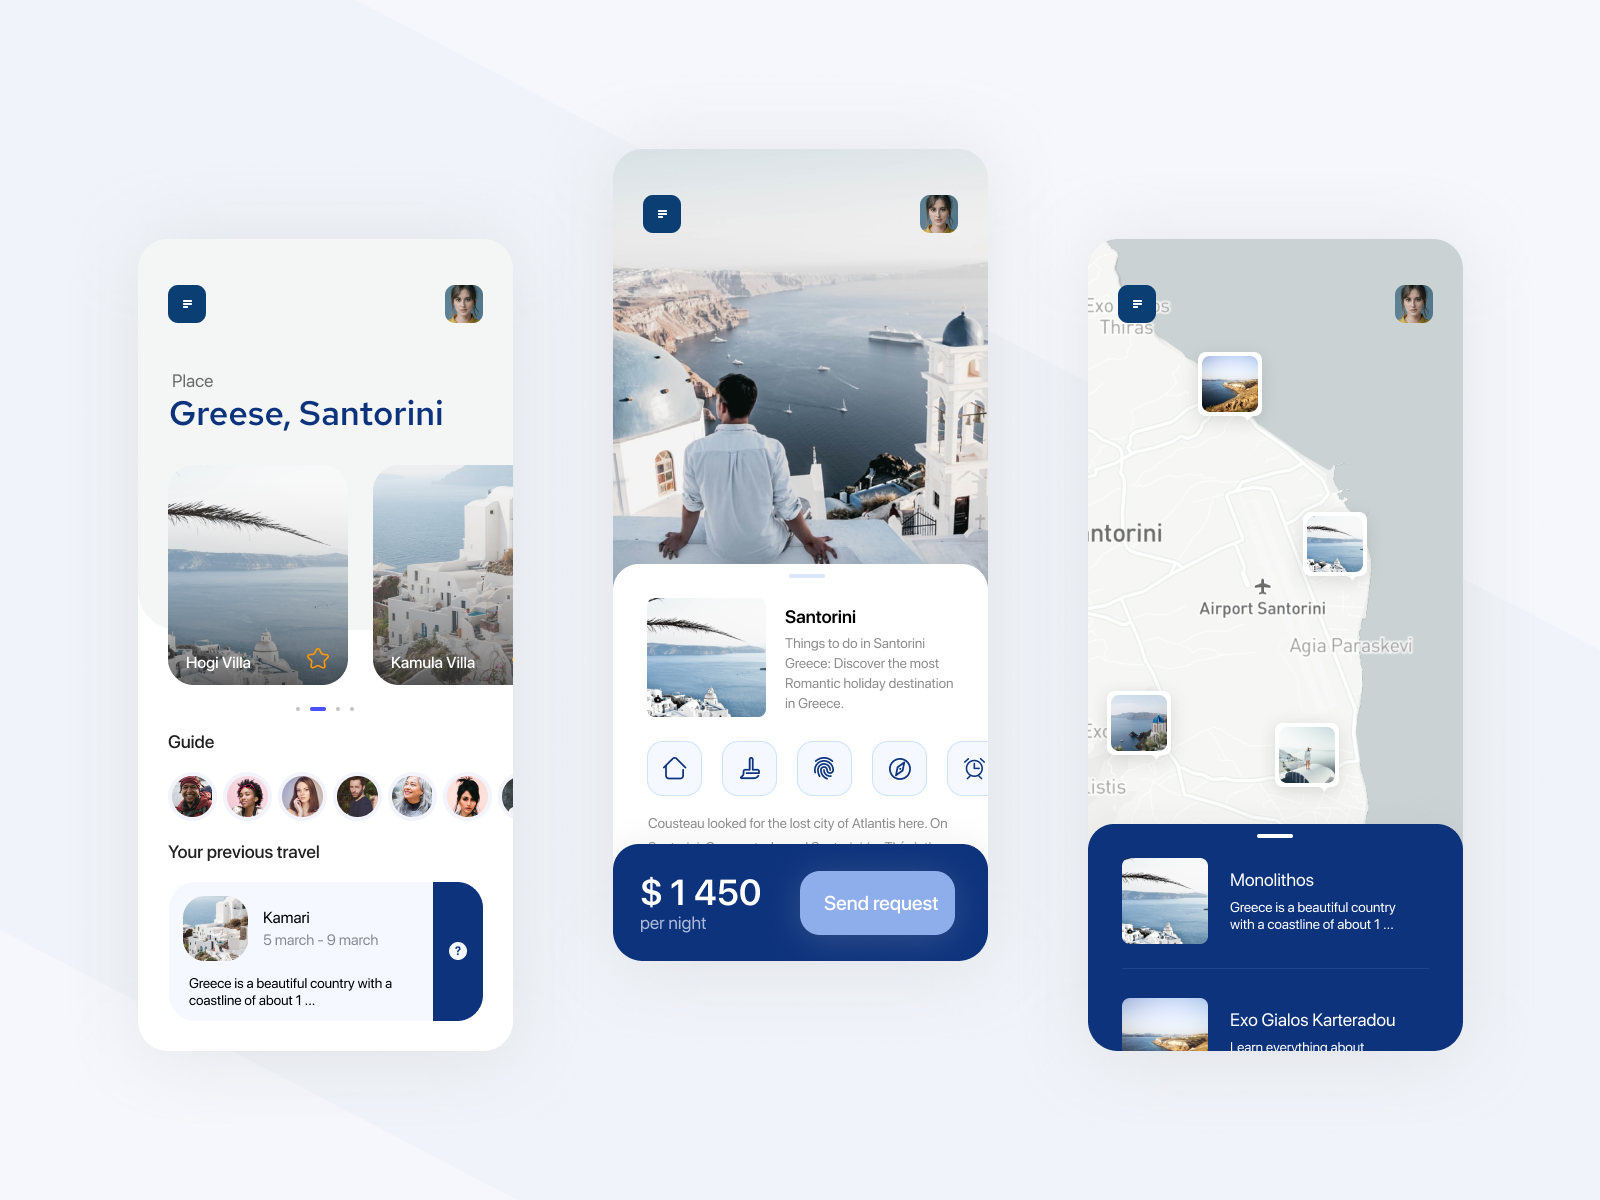 Place
Greese, Santorini
Hogi Villa
Kamula Villa
Guide
Your previous travel
Kamari
5 march - 9 march
?
Greece is a beautiful country with a
coastline of about 1 ...
Santorini
Things to do in Santorini
Greece: Discover the most
Romantic holiday destination
in Greece.
Cousteau looked for the lost city of Atlantis here. On
$ 1 450
per night
Send request
Exo
os
Thiras
ntorini
Airport Santorini
Agia Paraskevi
Exo
Listis
Monolithos
Greece is a beautiful country
with a coastline of about 1 ...
Exo Gialos Karteradou
Learn everything about